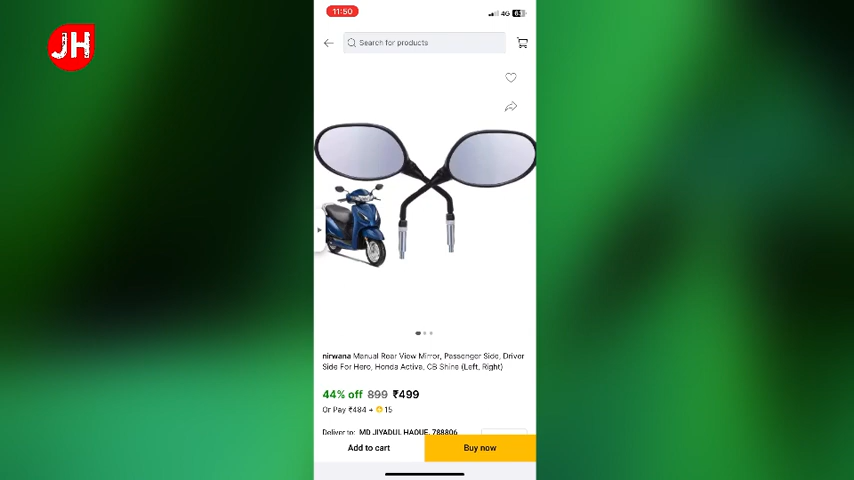 11:50
4G
JH
Search for products
nirwana Manual Rear View Mirror, Passenger Side, Driver
Side For Hero, Honda Activa, CB Shine (Left, Right)
44% off 899 ₹499
Or Pay ₹484 + 15
Deliver to: MD JIYADUL HAQUE, 788806
Add to cart
Buy now